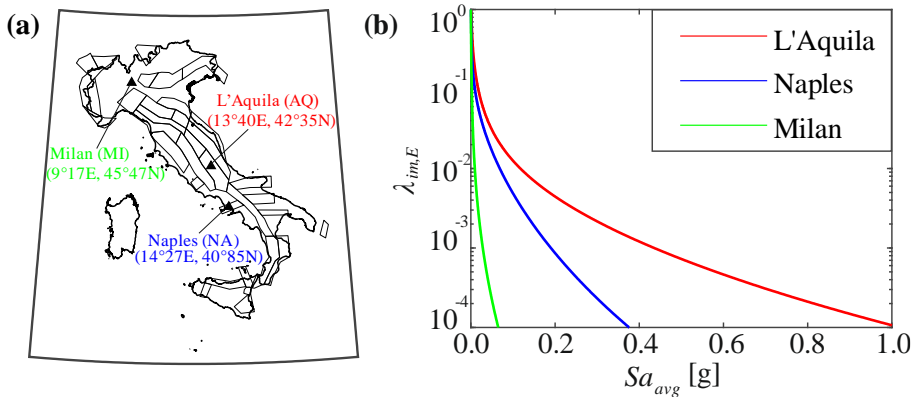 (a)
L'Aquila (AQ)
(13°40E, 42°35N)
Milan (MI)
(9°17E, 45°47N)
Naples (NA)
(14°27E, 40°85N)
(b)
L'Aquila
Naples
Milan
10^0
10^-1
10^-2
10^-3
10^-4
λ_im,E
0.0 0.2 0.4 0.6 0.8 1.0
Sa_avg [g]